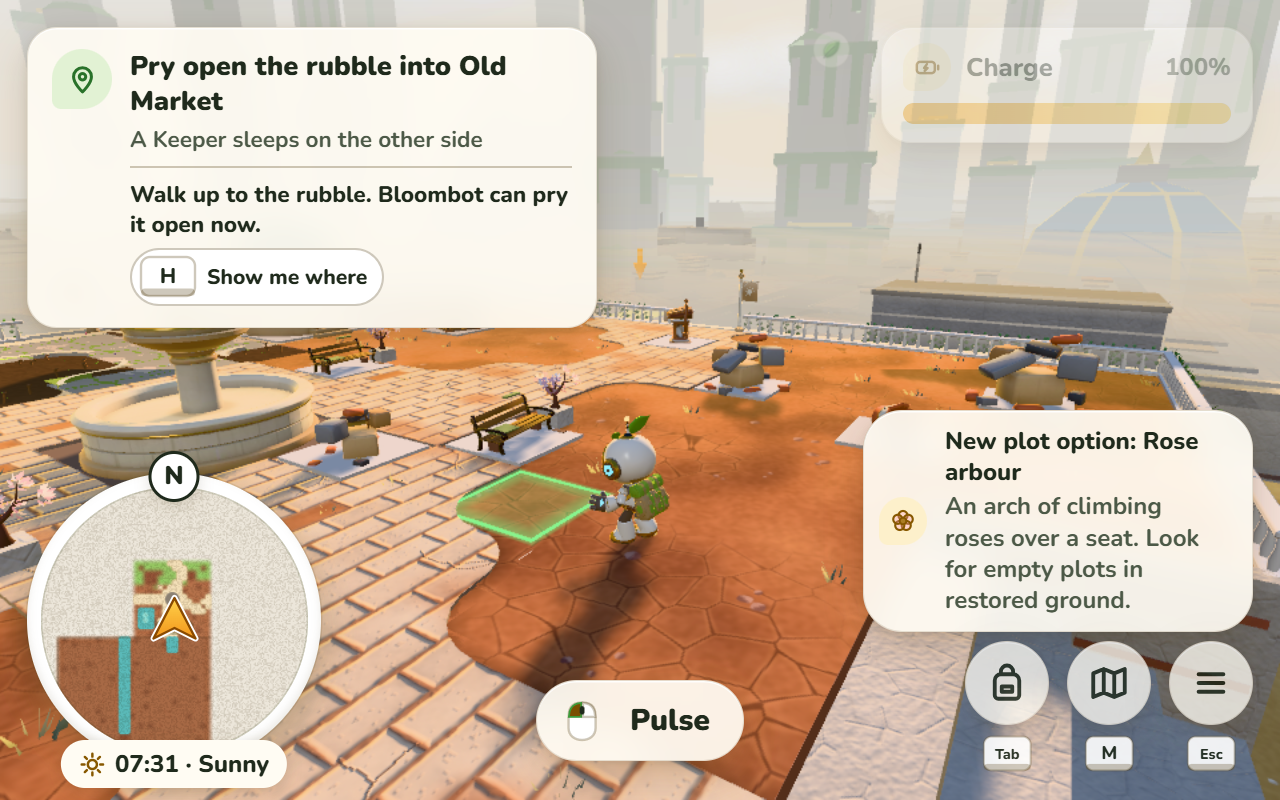 Pry open the rubble into Old
Market
A Keeper sleeps on the other side
Walk up to the rubble. Bloombot can pry
it open now.
H Show me where
Charge 100%
New plot option: Rose
arbour
An arch of climbing
roses over a seat. Look
for empty plots in
restored ground.
N
07:31 · Sunny
Pulse
Tab M Esc